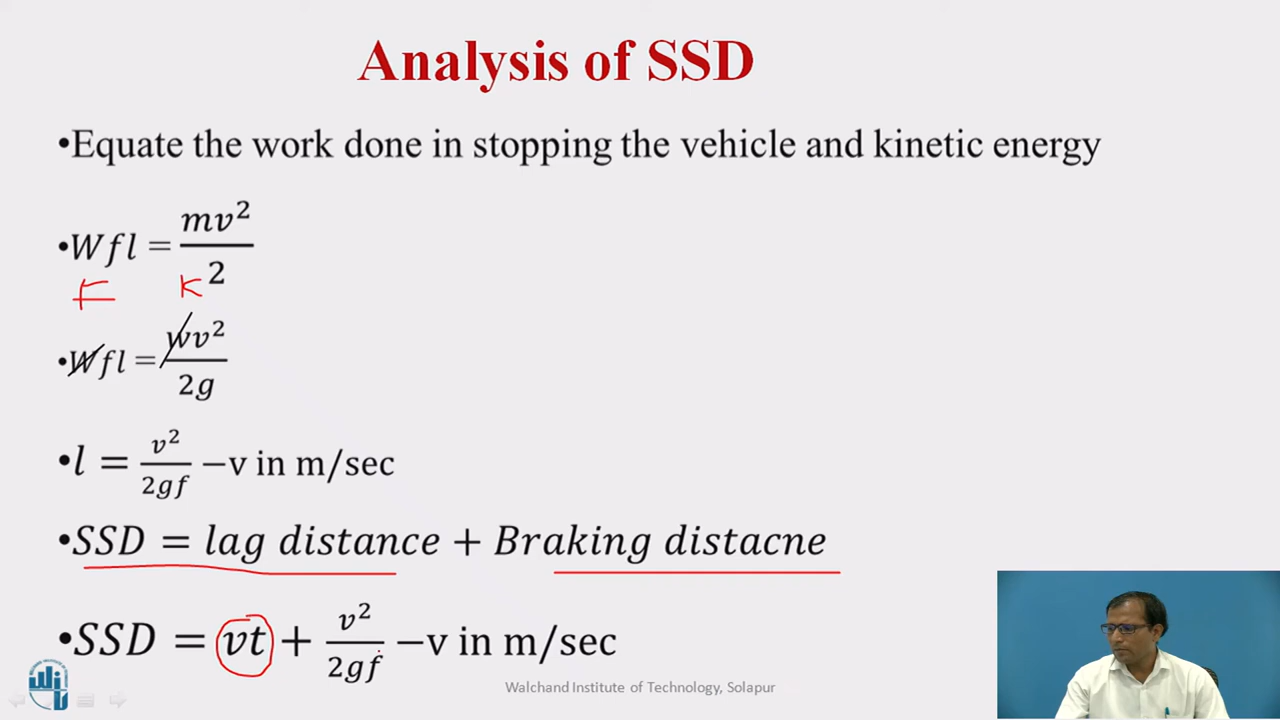 Analysis of SSD
•Equate the work done in stopping the vehicle and kinetic energy
•Wfl = mv²/2
F K
•Wfl = Wv²/2g
•l = v²/2gf −v in m/sec
•SSD = lag distance + Braking distacne
•SSD = vt + v²/2gf −v in m/sec
Walchand Institute of Technology, Solapur